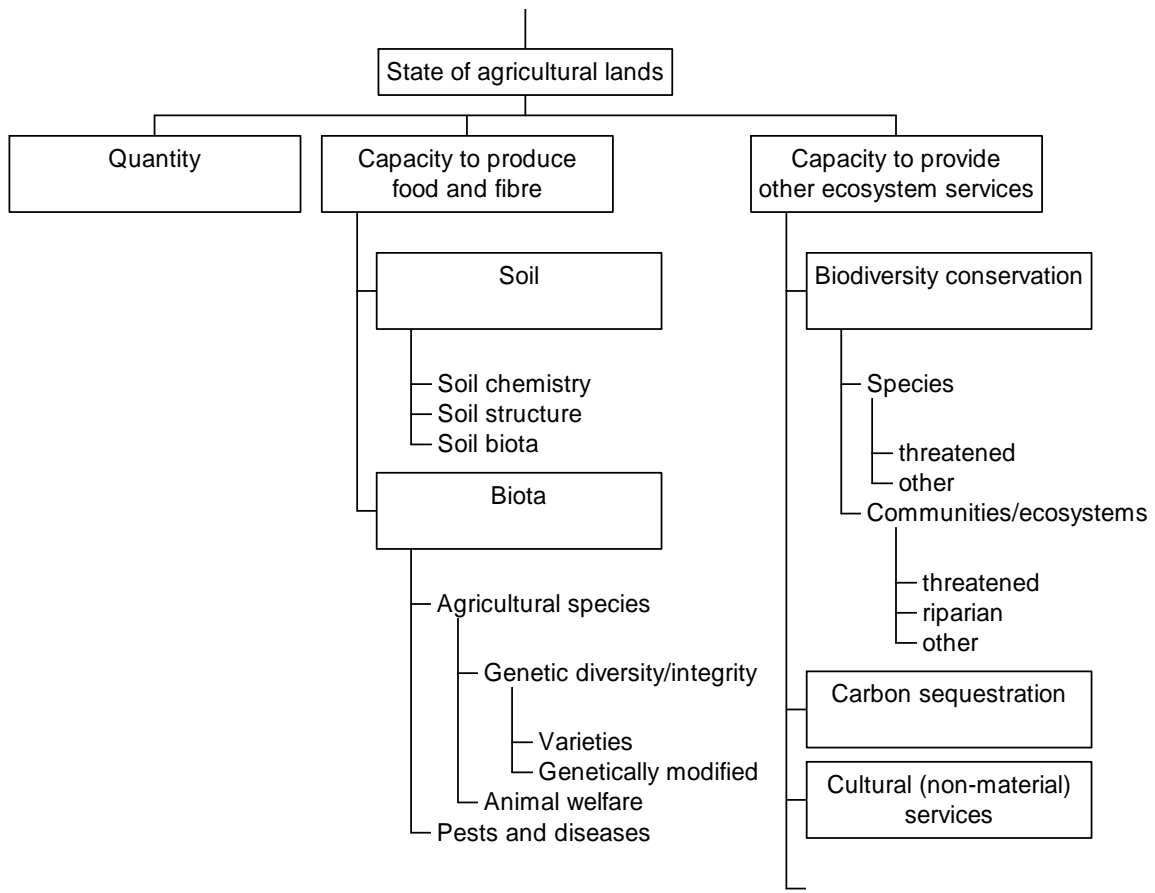 State of agricultural lands
Quantity
Capacity to produce
food and fibre
Capacity to provide
other ecosystem services
Soil
Soil chemistry
Soil structure
Soil biota
Biota
Agricultural species
Genetic diversity/integrity
Varieties
Genetically modified
Animal welfare
Pests and diseases
Biodiversity conservation
Species
threatened
other
Communities/ecosystems
threatened
riparian
other
Carbon sequestration
Cultural (non-material)
services